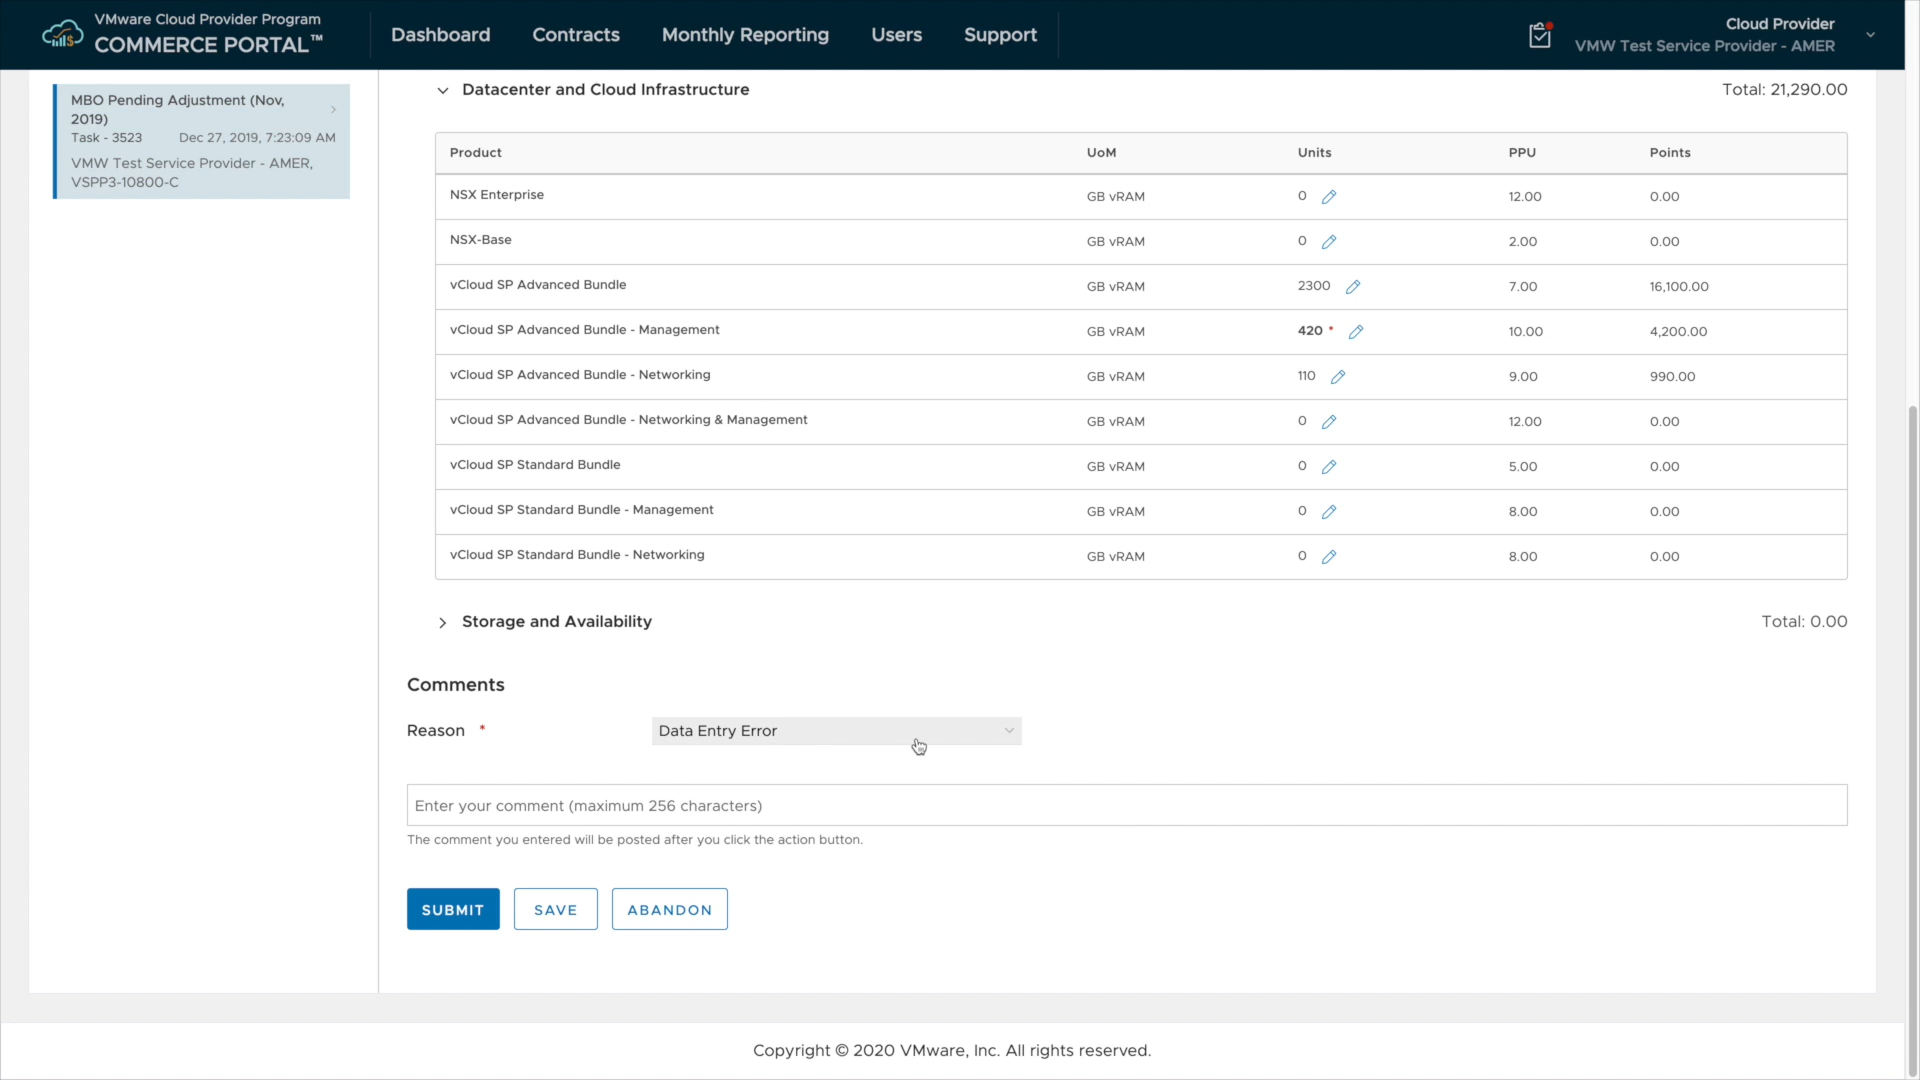 VMware Cloud Provider Program
COMMERCE PORTAL™
Dashboard Contracts Monthly Reporting Users Support
Cloud Provider
VMW Test Service Provider - AMER
MBO Pending Adjustment (Nov,
2019)
Task - 3523 Dec 27, 2019, 7:23:09 AM
VMW Test Service Provider - AMER,
VSPP3-10800-C
Datacenter and Cloud Infrastructure Total: 21,290.00
Product UoM Units PPU Points
NSX Enterprise GB vRAM 0 12.00 0.00
NSX-Base GB vRAM 0 2.00 0.00
vCloud SP Advanced Bundle GB vRAM 2300 7.00 16,100.00
vCloud SP Advanced Bundle - Management GB vRAM 420 * 10.00 4,200.00
vCloud SP Advanced Bundle - Networking GB vRAM 110 9.00 990.00
vCloud SP Advanced Bundle - Networking & Management GB vRAM 0 12.00 0.00
vCloud SP Standard Bundle GB vRAM 0 5.00 0.00
vCloud SP Standard Bundle - Management GB vRAM 0 8.00 0.00
vCloud SP Standard Bundle - Networking GB vRAM 0 8.00 0.00
Storage and Availability Total: 0.00
Comments
Reason * Data Entry Error
Enter your comment (maximum 256 characters)
The comment you entered will be posted after you click the action button.
SUBMIT SAVE ABANDON
Copyright © 2020 VMware, Inc. All rights reserved.